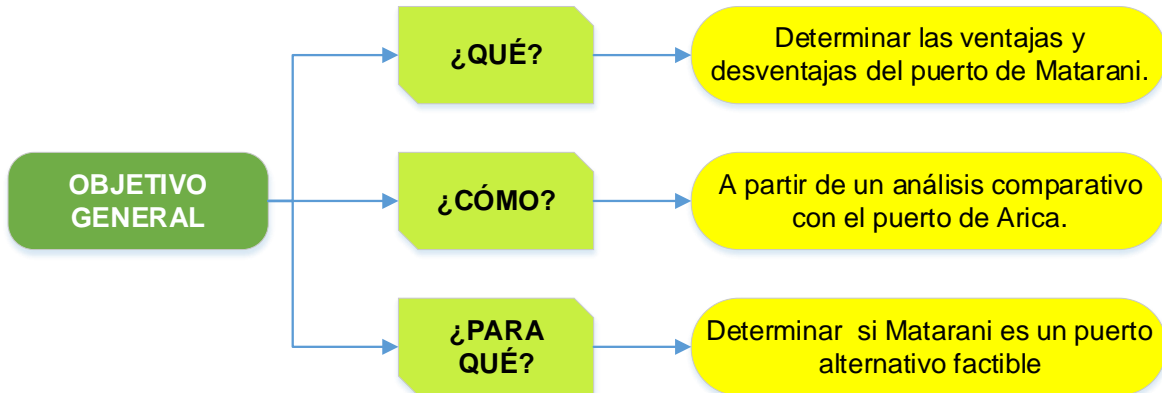 OBJETIVO
GENERAL
¿QUÉ?
Determinar las ventajas y
desventajas del puerto de Matarani.
¿CÓMO?
A partir de un análisis comparativo
con el puerto de Arica.
¿PARA
QUÉ?
Determinar  si Matarani es un puerto
alternativo factible